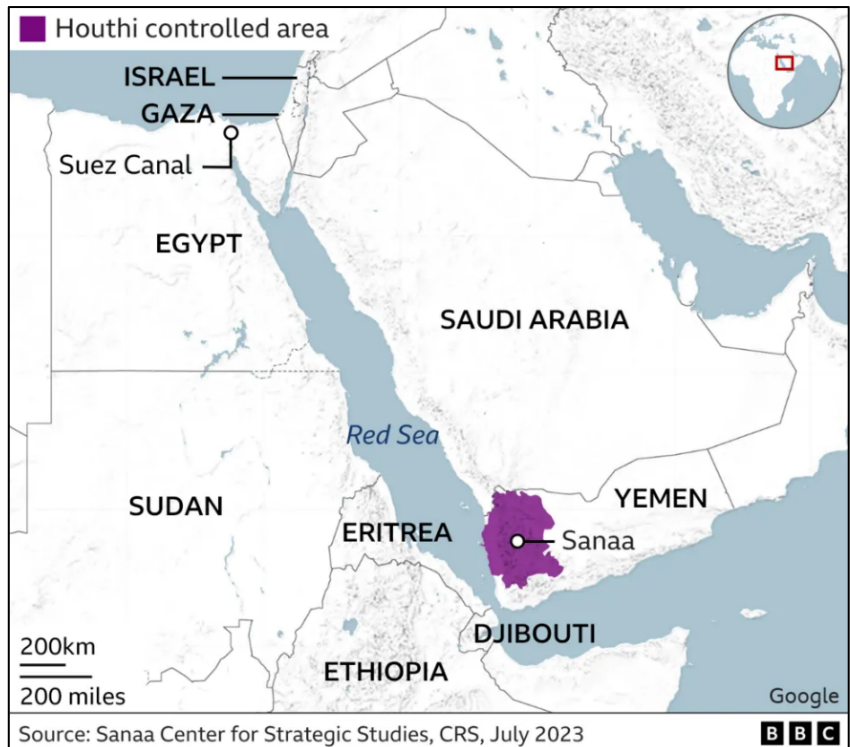 Houthi controlled area
ISRAEL
GAZA
Suez Canal
EGYPT
SAUDI ARABIA
Red Sea
SUDAN
YEMEN
ERITREA
Sanaa
DJIBOUTI
200km
ETHIOPIA
200 miles
Google
Source: Sanaa Center for Strategic Studies, CRS, July 2023
BBC